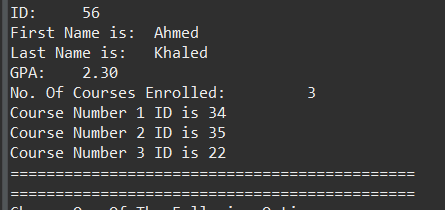 ID: 56
First Name is: Ahmed
Last Name is: Khaled
GPA: 2.30
No. Of Courses Enrolled: 3
Course Number 1 ID is 34
Course Number 2 ID is 35
Course Number 3 ID is 22
=============================================
=============================================